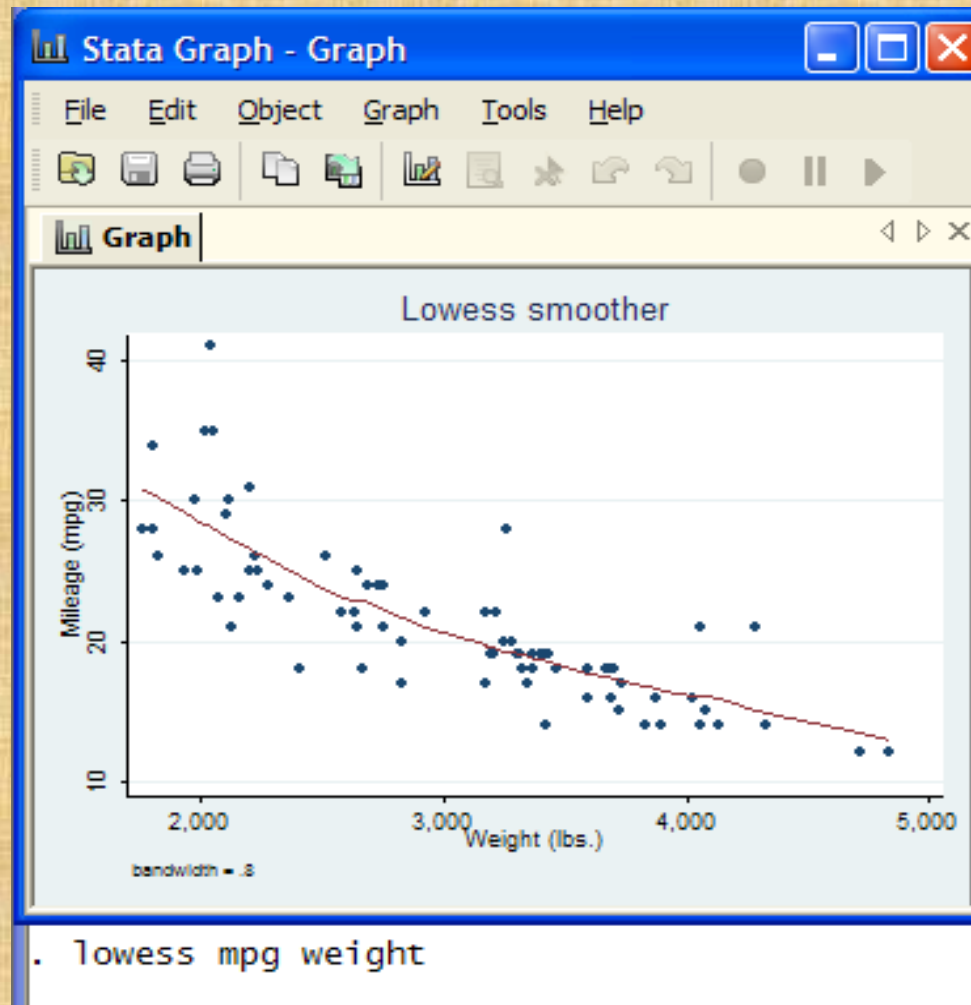 Stata Graph - Graph
File Edit Object Graph Tools Help
Graph
Lowess smoother
40
30
20
10
Mileage (mpg)
2,000 3,000 4,000 5,000
Weight (lbs.)
bandwidth = .8
. lowess mpg weight